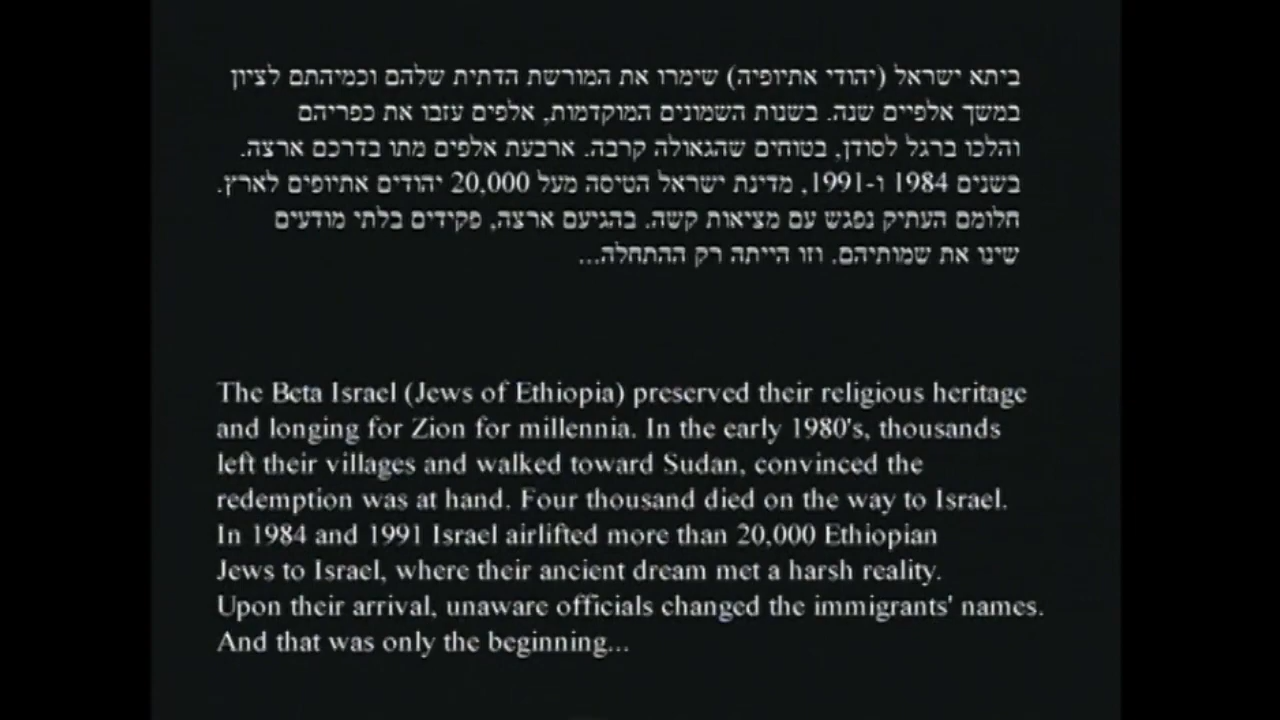 ביתא ישראל (יהודי אתיופיה) שימרו את המורשת הדתית שלהם וכמיהתם לציון
במשך אלפיים שנה. בשנות השמונים המוקדמות, אלפים עזבו את כפריהם
והלכו ברגל לסודן, בטוחים שהגאולה קרבה. ארבעת אלפים מתו בדרכם ארצה.
בשנים 1984 ו-1991, מדינת ישראל הטיסה מעל 20,000 יהודים אתיופים לארץ.
חלומם העתיק נפגש עם מציאות קשה. בהגיעם ארצה, פקידים בלתי מודעים
שינו את שמותיהם. וזו הייתה רק ההתחלה...
The Beta Israel (Jews of Ethiopia) preserved their religious heritage
and longing for Zion for millennia. In the early 1980's, thousands
left their villages and walked toward Sudan, convinced the
redemption was at hand. Four thousand died on the way to Israel.
In 1984 and 1991 Israel airlifted more than 20,000 Ethiopian
Jews to Israel, where their ancient dream met a harsh reality.
Upon their arrival, unaware officials changed the immigrants' names.
And that was only the beginning...